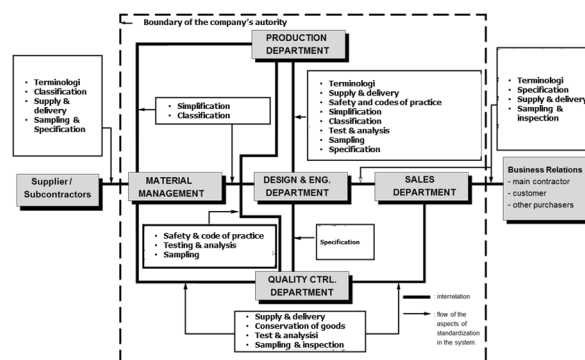 Boundary of the company's autority
PRODUCTION
DEPARTMENT
• Terminologi
• Classification
• Supply &
delivery
• Sampling &
Specification
• Simplification
• Classification
• Terminologi
• Supply & delivery
• Safety and codes of practice
• Simplification
• Classification
• Test & analysis
• Sampling
• Specification
• Terminologi
• Specification
• Supply & delivery
• Sampling &
inspection
Supplier /
Subcontractors
MATERIAL
MANAGEMENT
DESIGN & ENG.
DEPARTMENT
SALES
DEPARTMENT
Business Relations
- main contractor
- customer
- other purchasers
• Safety & code of practice
• Testing & analysis
• Sampling
Specification
QUALITY CTRL.
DEPARTMENT
• Supply & delivery
• Conservation of goods
• Test & analysisi
• Sampling & inspection
: interrelation
: flow of the
aspects of
standardization
in the system.